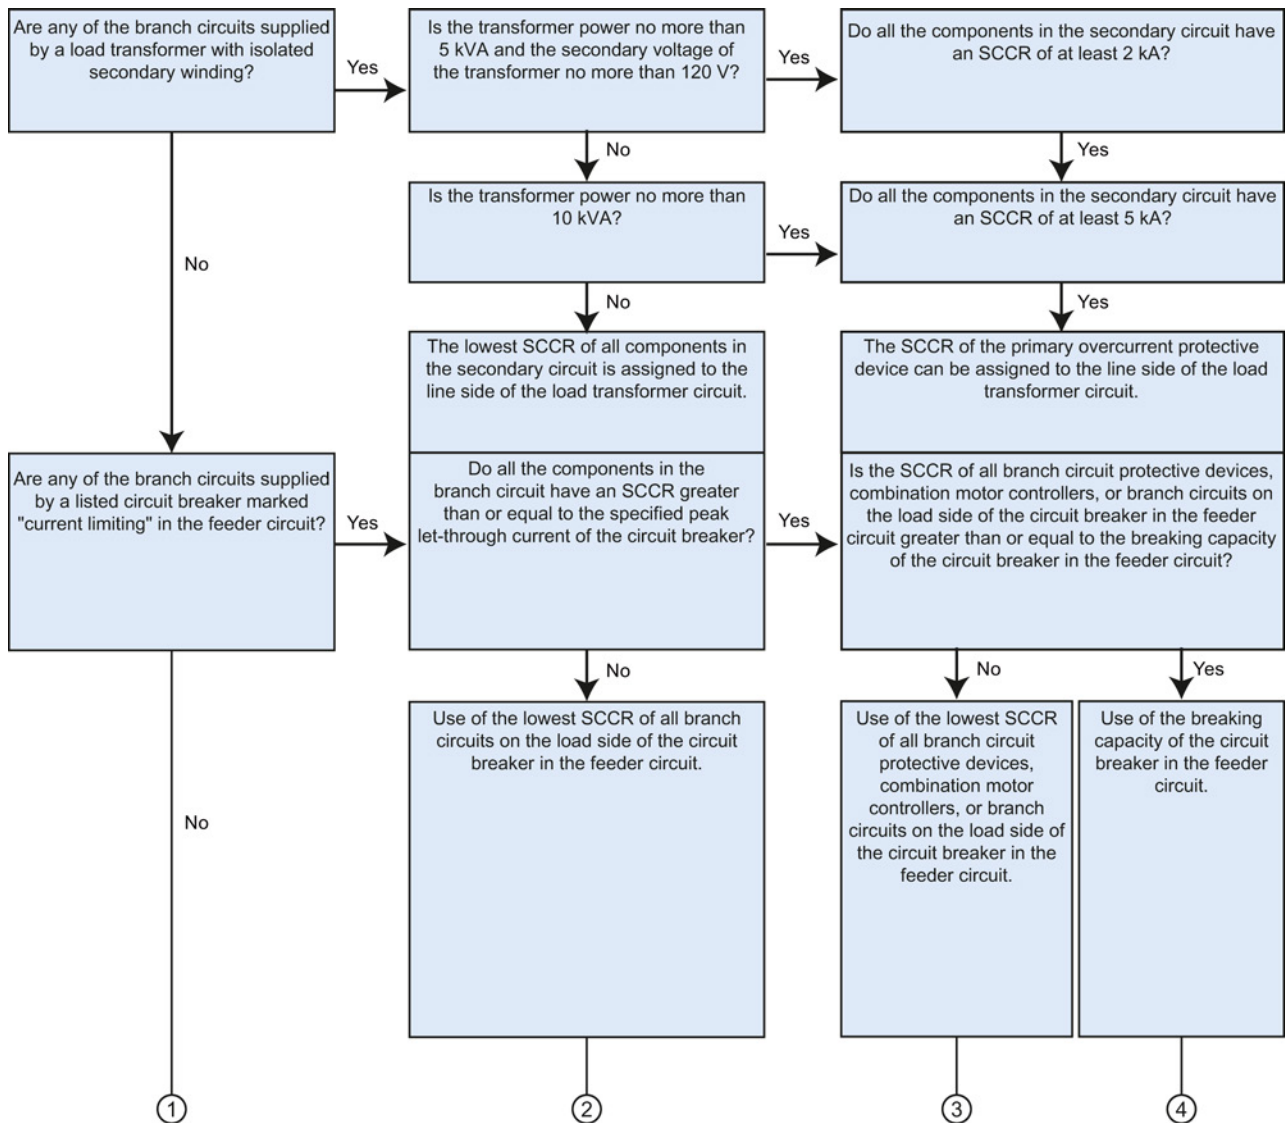 Are any of the branch circuits supplied
by a load transformer with isolated
secondary winding?
Yes
Is the transformer power no more than
5 kVA and the secondary voltage of
the transformer no more than 120 V?
Yes
Do all the components in the secondary circuit have
an SCCR of at least 2 kA?
No
Yes
Is the transformer power no more than
10 kVA?
Yes
Do all the components in the secondary circuit have
an SCCR of at least 5 kA?
No
No
Yes
The lowest SCCR of all components in
the secondary circuit is assigned to the
line side of the load transformer circuit.
The SCCR of the primary overcurrent protective
device can be assigned to the line side of the load
transformer circuit.
Are any of the branch circuits supplied
by a listed circuit breaker marked
"current limiting" in the feeder circuit?
Yes
Do all the components in the
branch circuit have an SCCR greater
than or equal to the specified peak
let-through current of the circuit breaker?
Yes
Is the SCCR of all branch circuit protective devices,
combination motor controllers, or branch circuits on
the load side of the circuit breaker in the feeder
circuit greater than or equal to the breaking capacity
of the circuit breaker in the feeder circuit?
No
No
Yes
Use of the lowest SCCR of all branch
circuits on the load side of the circuit
breaker in the feeder circuit.
Use of the lowest SCCR
of all branch circuit
protective devices,
combination motor
controllers, or branch
circuits on the load side of
the circuit breaker in the
feeder circuit.
Use of the breaking
capacity of the circuit
breaker in the feeder
circuit.
No
1
2
3
4